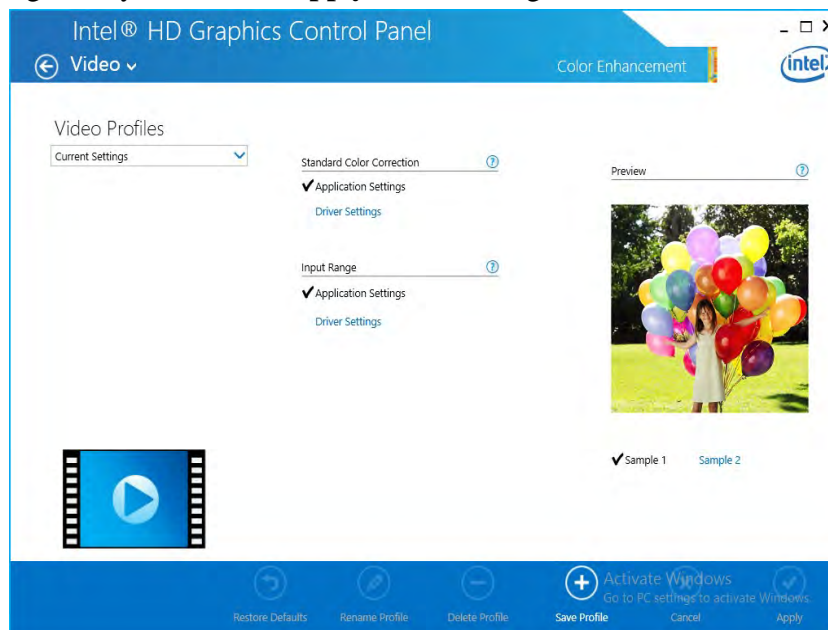 Intel® HD Graphics Control Panel
Video
Color Enhancement
intel
Video Profiles
Current Settings
Standard Color Correction
Application Settings
Driver Settings
Input Range
Application Settings
Driver Settings
Preview
Sample 1 Sample 2
Activate Windows
Go to PC settings to activate Windows.
Restore Defaults Rename Profile Delete Profile Save Profile Cancel Apply